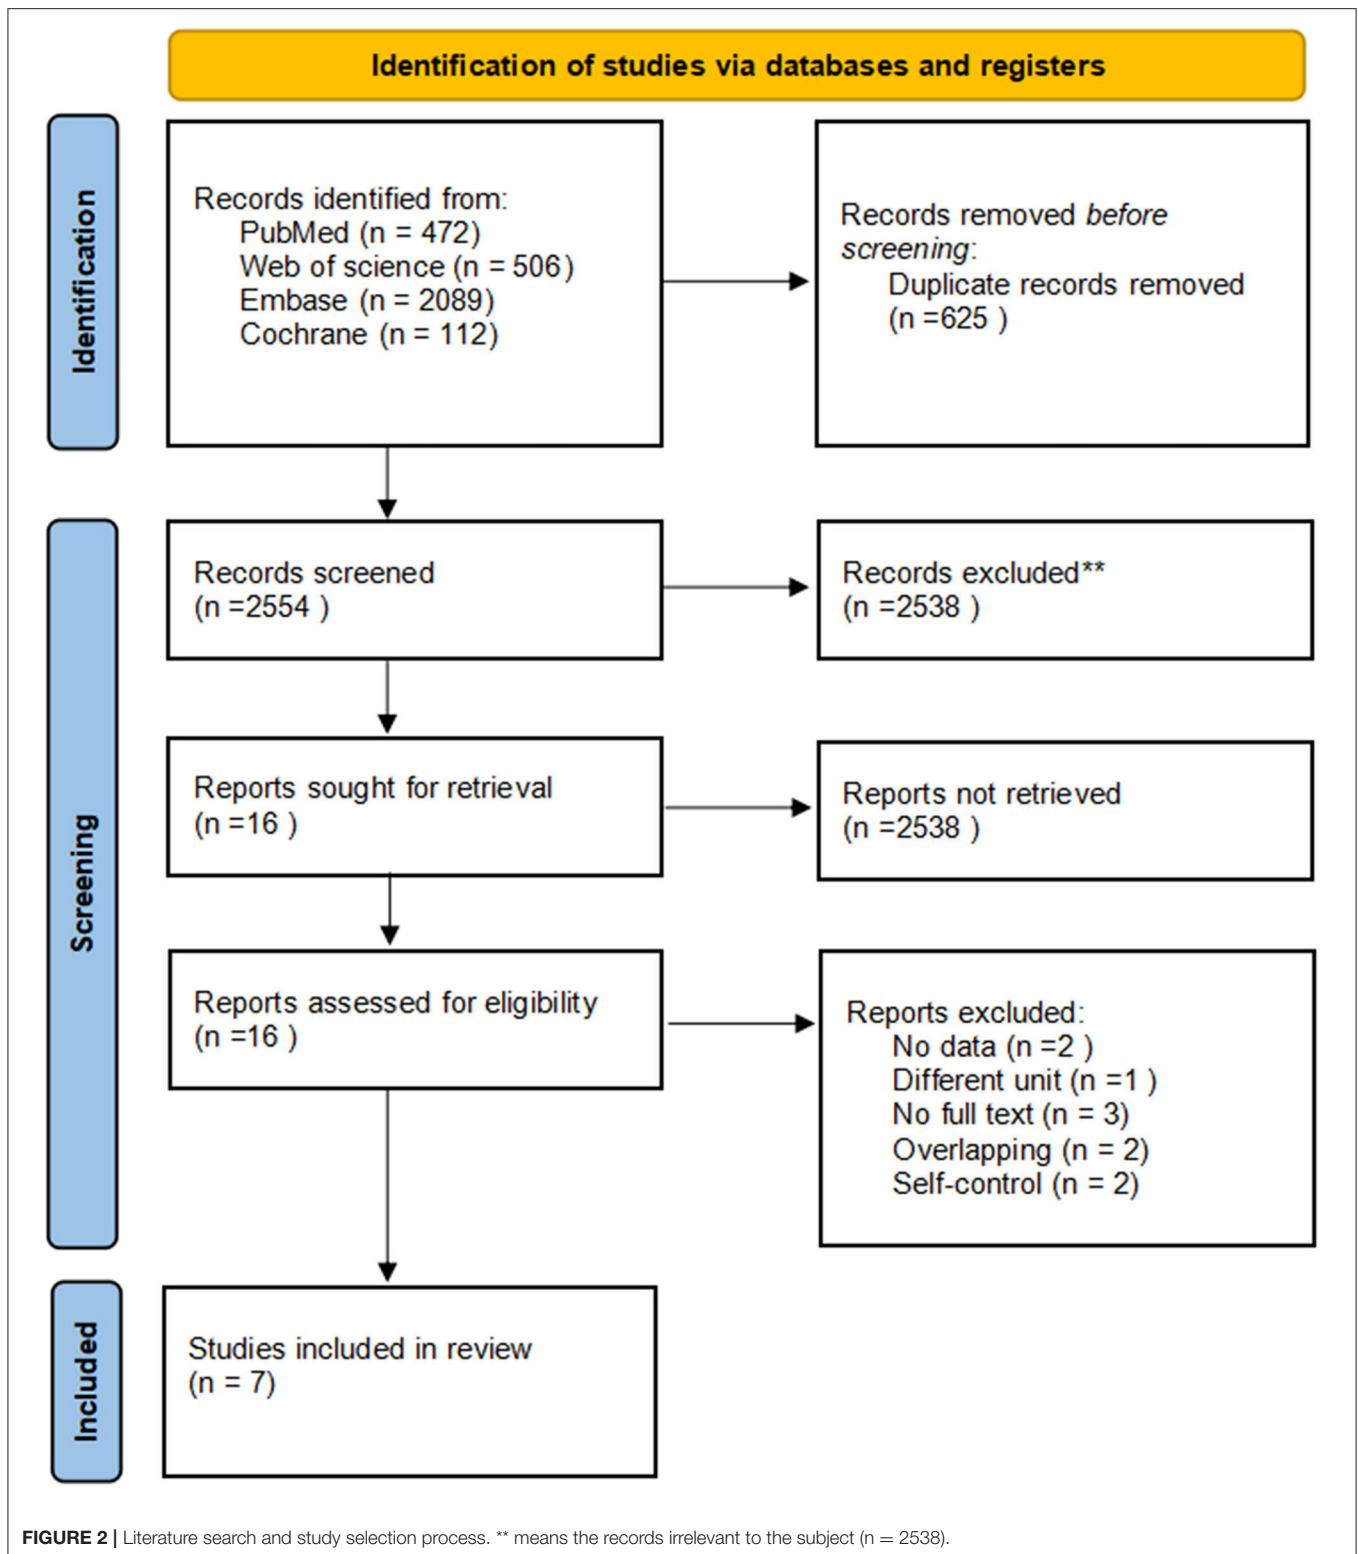 Identification of studies via databases and registers
Identification
Records identified from:
PubMed (n = 472)
Web of science (n = 506)
Embase (n = 2089)
Cochrane (n = 112)
Records removed before
screening:
Duplicate records removed
(n =625 )
Screening
Records screened
(n =2554 )
Records excluded**
(n =2538 )
Reports sought for retrieval
(n =16 )
Reports not retrieved
(n =2538 )
Reports assessed for eligibility
(n =16 )
Reports excluded:
No data (n =2 )
Different unit (n =1 )
No full text (n = 3)
Overlapping (n = 2)
Self-control (n = 2)
Included
Studies included in review
(n = 7)
FIGURE 2 | Literature search and study selection process. ** means the records irrelevant to the subject (n = 2538).